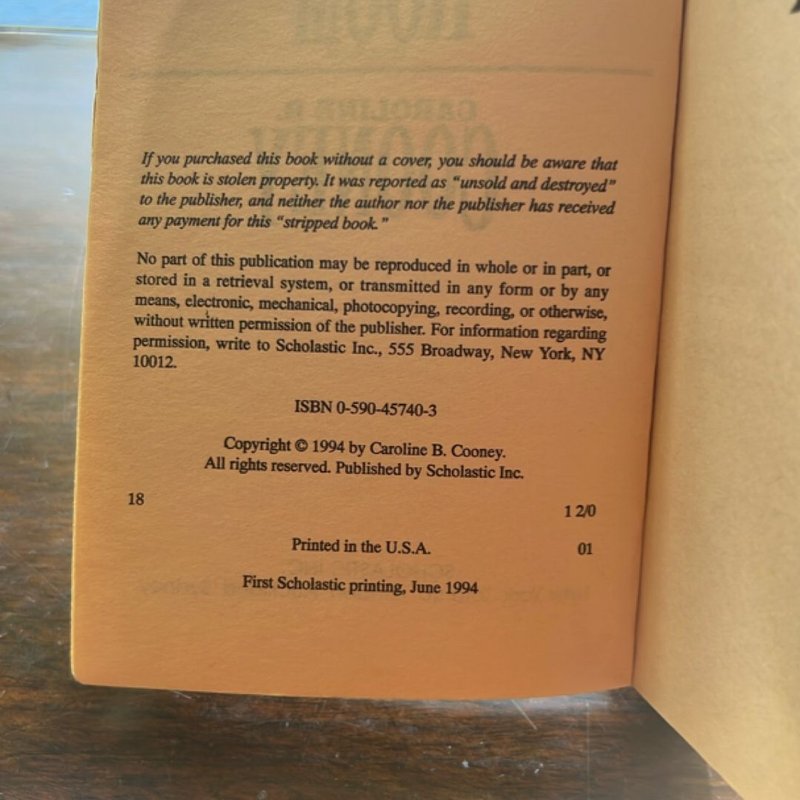 If you purchased this book without a cover, you should be aware that
this book is stolen property. It was reported as “unsold and destroyed”
to the publisher, and neither the author nor the publisher has received
any payment for this “stripped book.”
No part of this publication may be reproduced in whole or in part, or
stored in a retrieval system, or transmitted in any form or by any
means, electronic, mechanical, photocopying, recording, or otherwise,
without written permission of the publisher. For information regarding
permission, write to Scholastic Inc., 555 Broadway, New York, NY
10012.
ISBN 0-590-45740-3
Copyright © 1994 by Caroline B. Cooney.
All rights reserved. Published by Scholastic Inc.
18
1 2/0
Printed in the U.S.A.
01
First Scholastic printing, June 1994